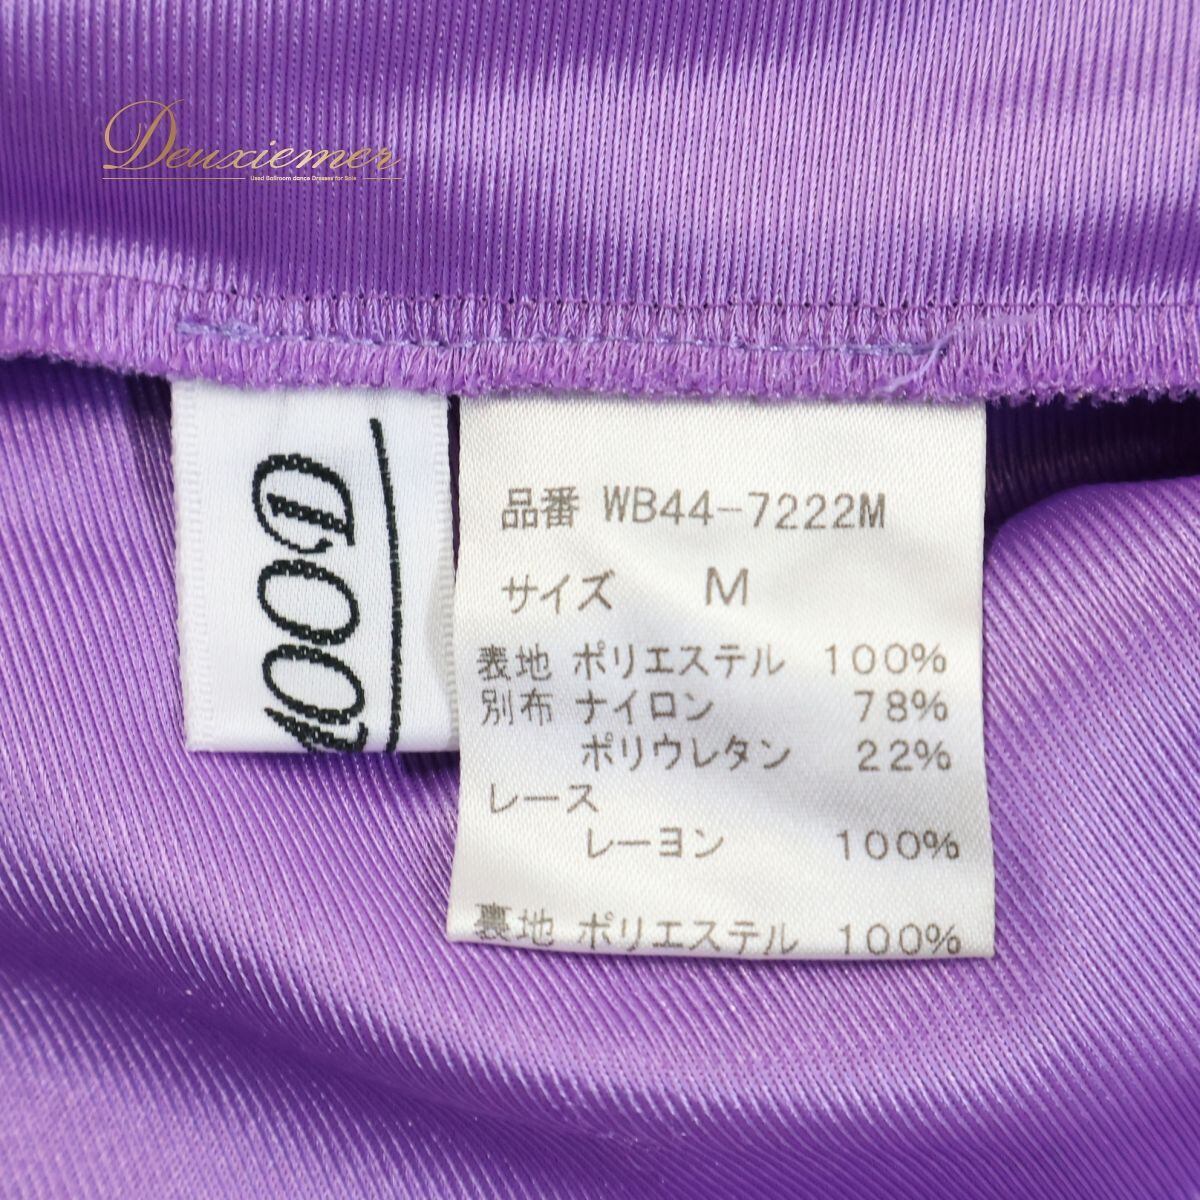 Deuxiemer
Used Ballroom dance Dresses for Sale
品番 WB44-7222M
サイズ M
表地 ポリエステル 100%
別布 ナイロン 78%
ポリウレタン 22%
レース
レーヨン 100%
裏地 ポリエステル 100%